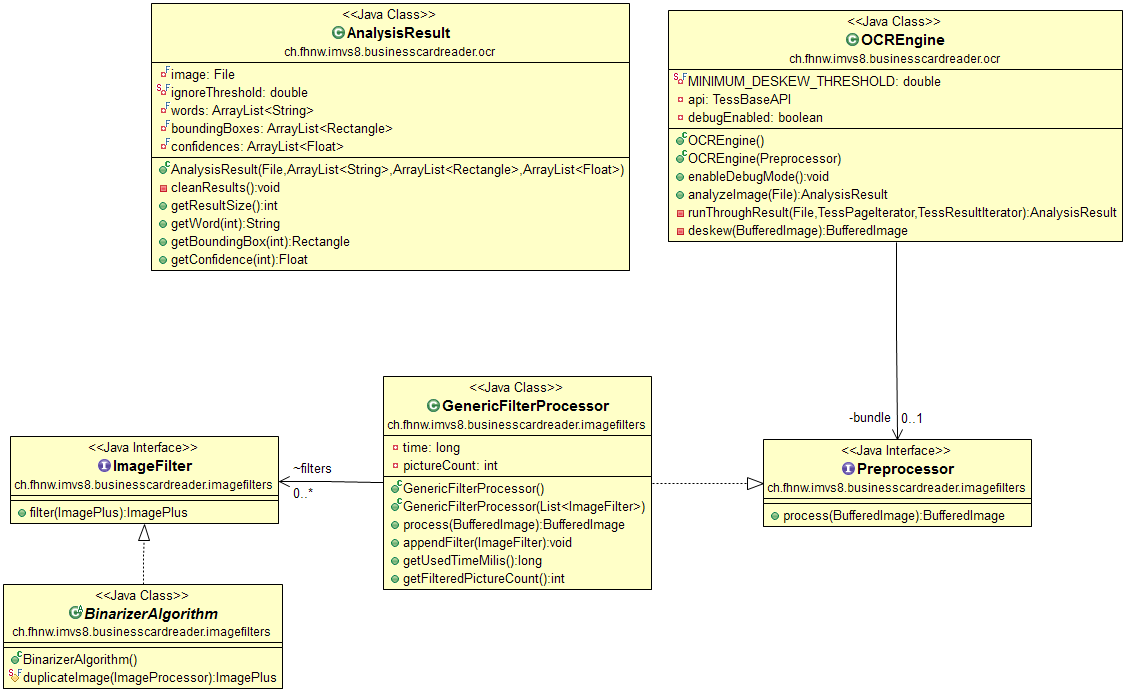 <<Java Class>>
AnalysisResult
ch.fhnw.imvs8.businesscardreader.ocr
image: File
ignoreThreshold: double
words: ArrayList<String>
boundingBoxes: ArrayList<Rectangle>
confidences: ArrayList<Float>
AnalysisResult(File,ArrayList<String>,ArrayList<Rectangle>,ArrayList<Float>)
cleanResults():void
getResultSize():int
getWord(int):String
getBoundingBox(int):Rectangle
getConfidence(int):Float
<<Java Class>>
OCREngine
ch.fhnw.imvs8.businesscardreader.ocr
MINIMUM_DESKEW_THRESHOLD: double
api: TessBaseAPI
debugEnabled: boolean
OCREngine()
OCREngine(Preprocessor)
enableDebugMode():void
analyzeImage(File):AnalysisResult
runThroughResult(File,TessPageIterator,TessResultIterator):AnalysisResult
deskew(BufferedImage):BufferedImage
-bundle 0..1
<<Java Class>>
GenericFilterProcessor
ch.fhnw.imvs8.businesscardreader.imagefilters
time: long
pictureCount: int
GenericFilterProcessor()
GenericFilterProcessor(List<ImageFilter>)
process(BufferedImage):BufferedImage
appendFilter(ImageFilter):void
getUsedTimeMilis():long
getFilteredPictureCount():int
~filters
0..*
<<Java Interface>>
ImageFilter
ch.fhnw.imvs8.businesscardreader.imagefilters
filter(ImagePlus):ImagePlus
<<Java Interface>>
Preprocessor
ch.fhnw.imvs8.businesscardreader.imagefilters
process(BufferedImage):BufferedImage
<<Java Class>>
BinarizerAlgorithm
ch.fhnw.imvs8.businesscardreader.imagefilters
BinarizerAlgorithm()
duplicateImage(ImageProcessor):ImagePlus